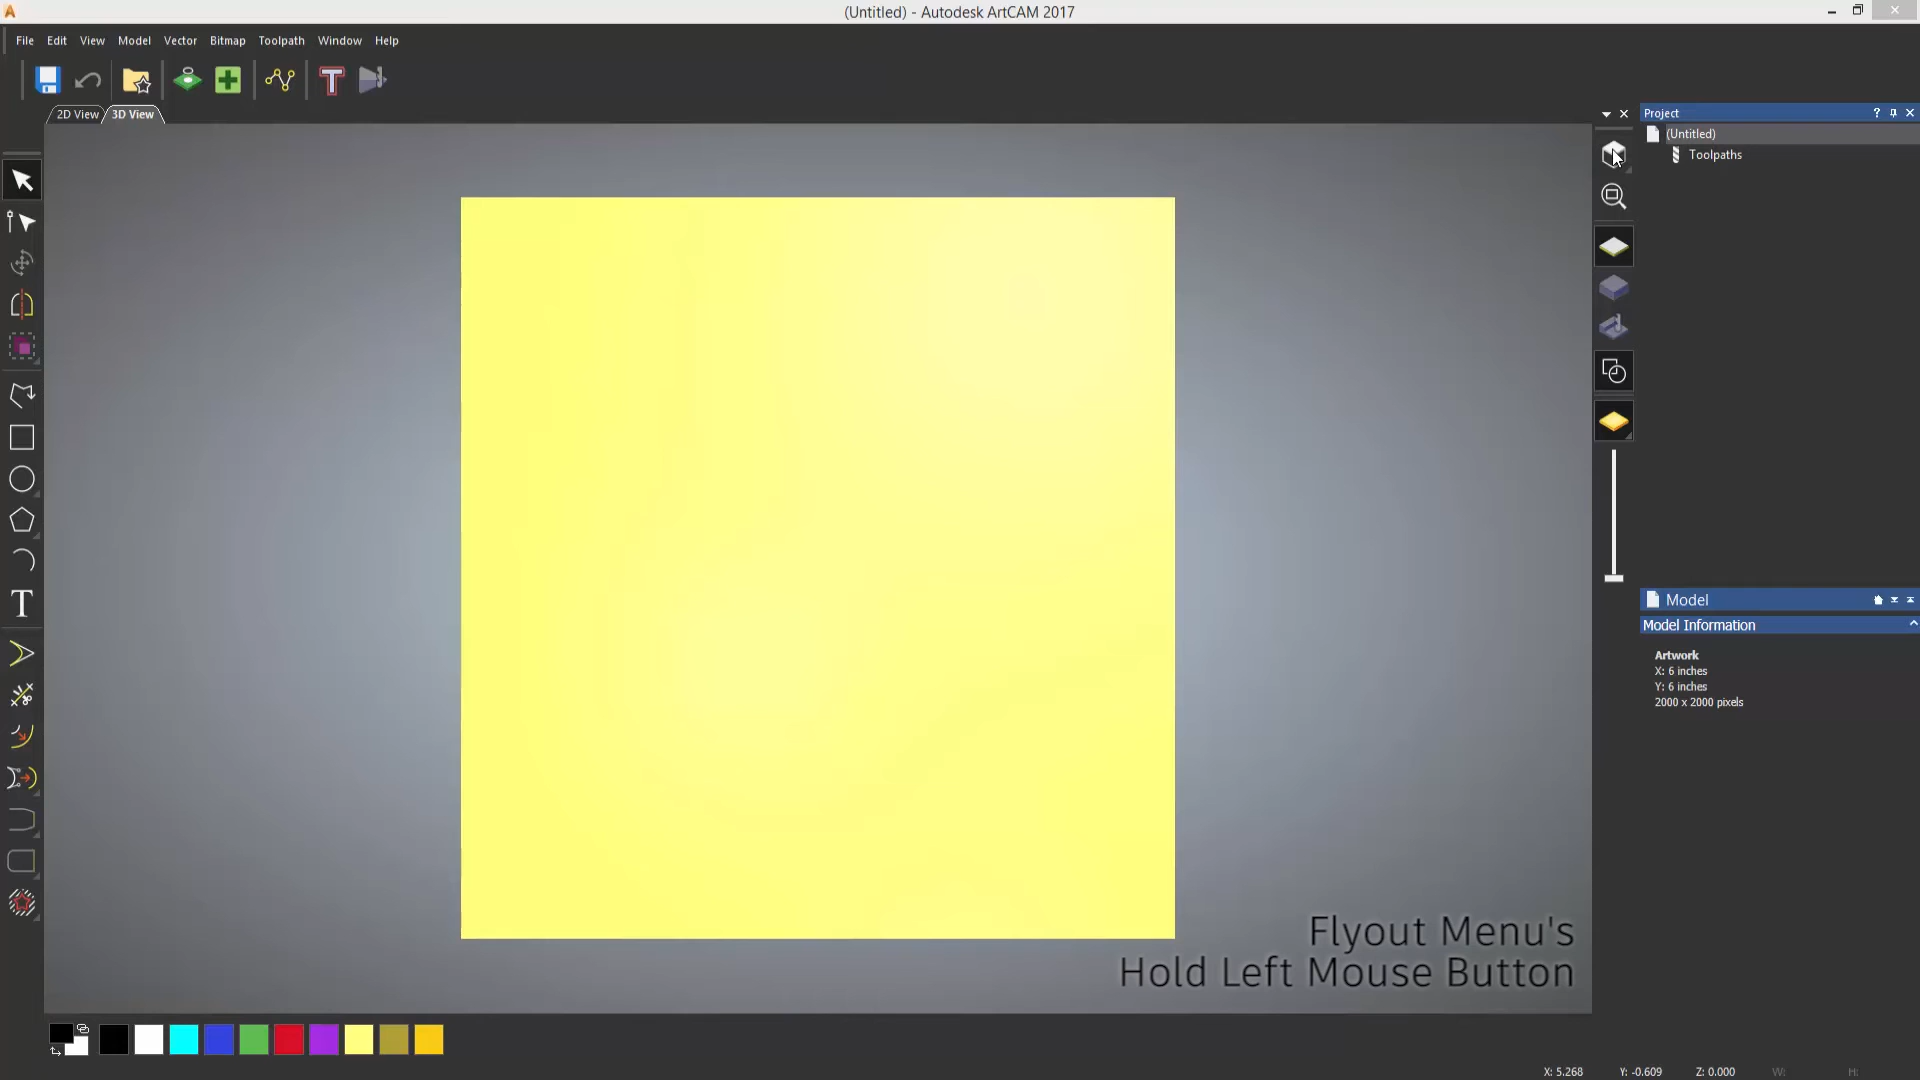 (Untitled) - Autodesk ArtCAM 2017
File Edit View Model Vector Bitmap Toolpath Window Help
2D View 3D View
Project
(Untitled)
Toolpaths
Model
Model Information
Artwork
X: 6 inches
Y: 6 inches
2000 x 2000 pixels
Flyout Menu's
Hold Left Mouse Button
X: 5.268 Y: -0.609 Z: 0.000 W: H: